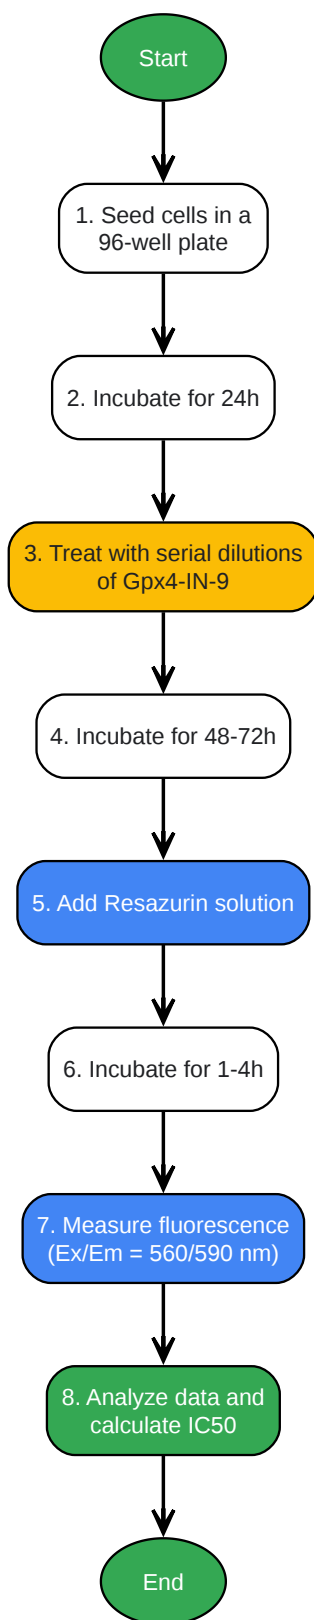 Start
1. Seed cells in a
96-well plate
2. Incubate for 24h
3. Treat with serial dilutions
of Gpx4-IN-9
4. Incubate for 48-72h
5. Add Resazurin solution
6. Incubate for 1-4h
7. Measure fluorescence
(Ex/Em = 560/590 nm)
8. Analyze data and
calculate IC50
End